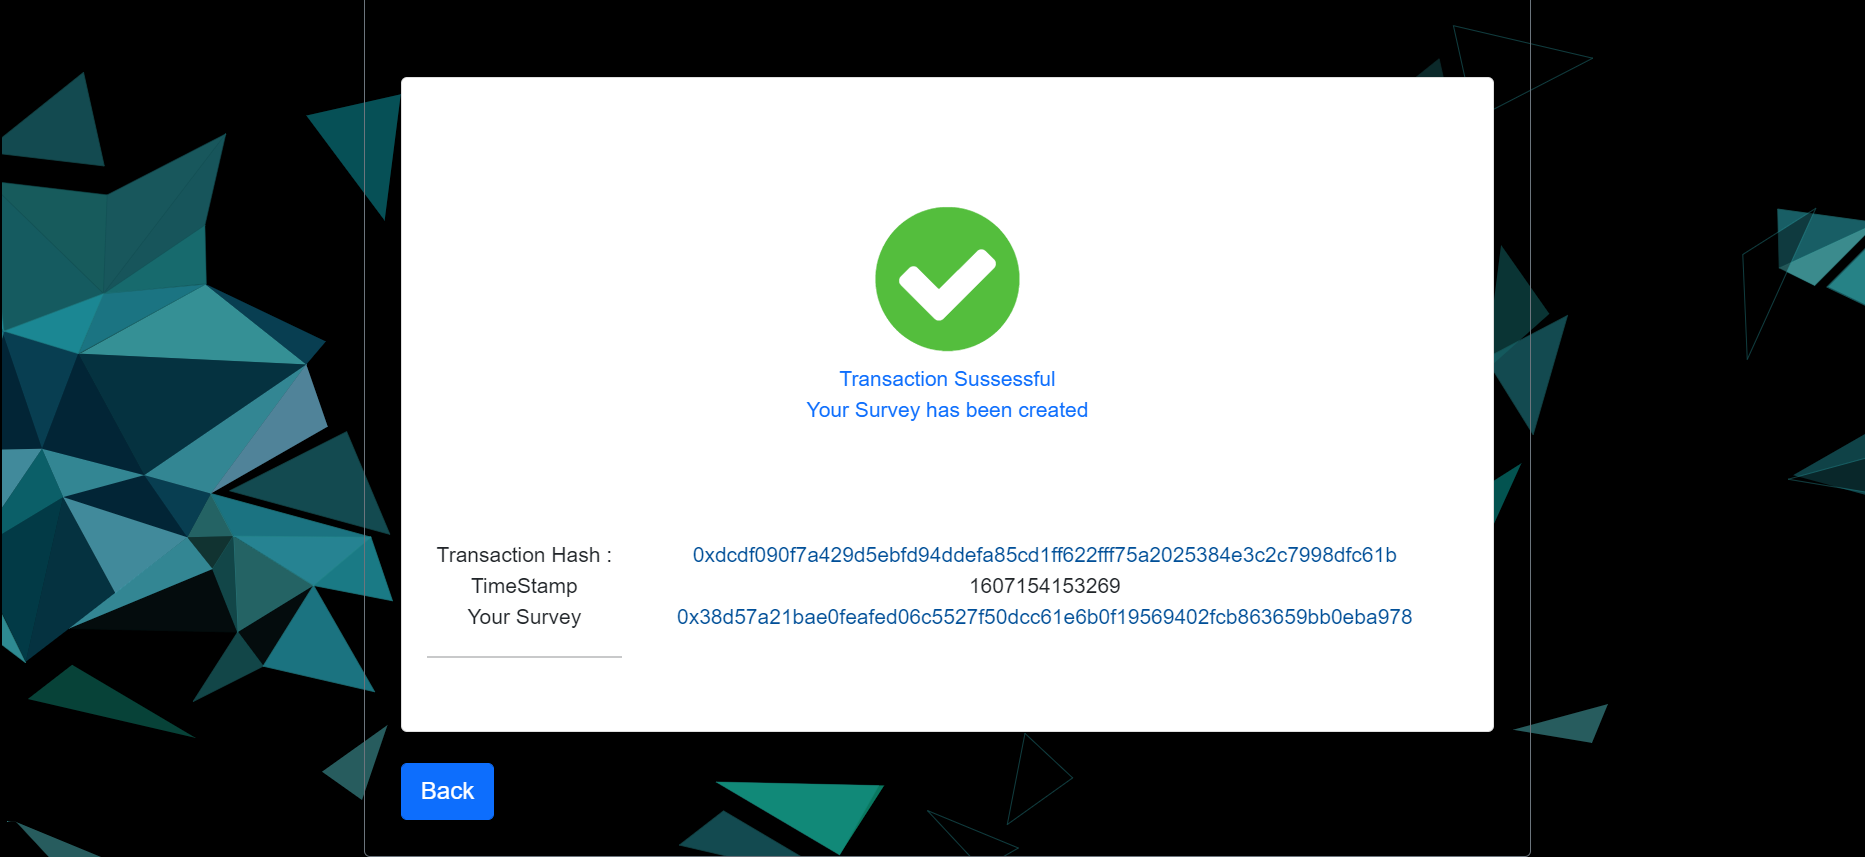 Transaction Sussessful
Your Survey has been created
Transaction Hash : 0xdcdf090f7a429d5ebfd94ddefa85cd1ff622fff75a2025384e3c2c7998dfc61b
TimeStamp 1607154153269
Your Survey 0x38d57a21bae0feafed06c5527f50dcc61e6b0f19569402fcb863659bb0eba978
Back